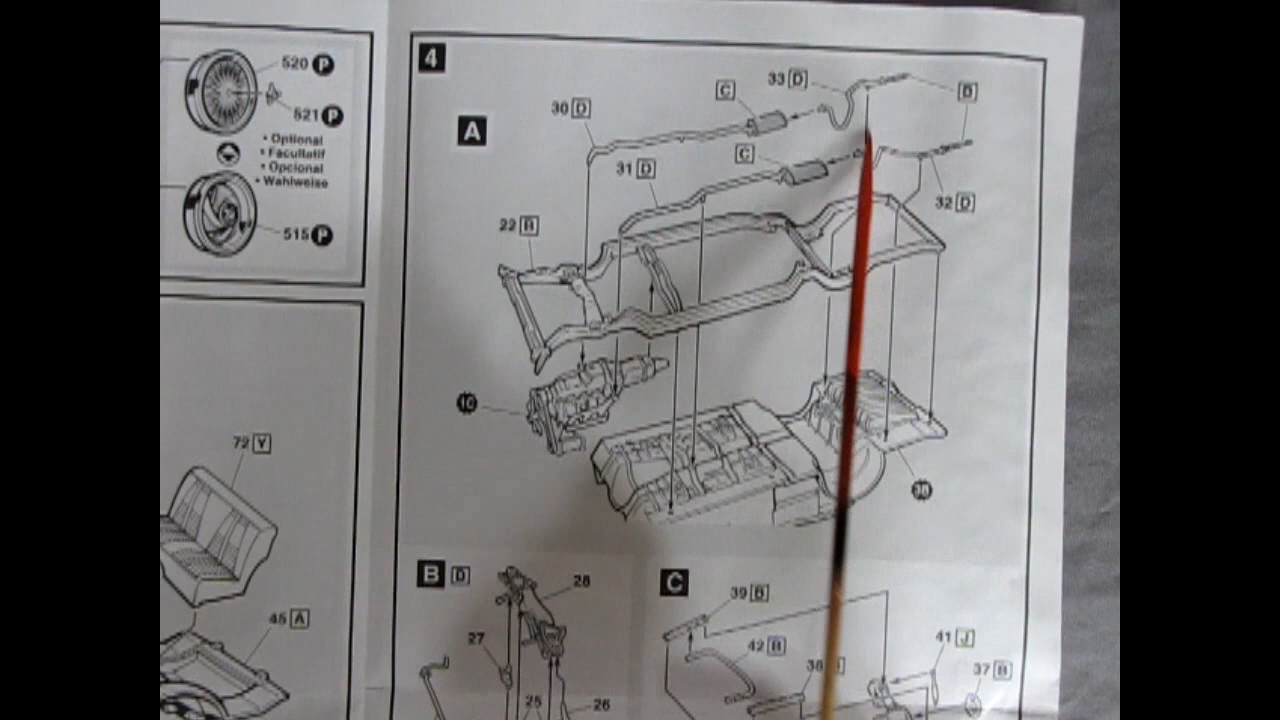 520 P
521 P
• Optional
• Facultatif
• Opcional
• Wahlweise
515 P
72 Y
45 A
4
A
33 D
C
30 D
C
31 D
32 D
22 B
10
B D
28
27
25
26
C
39 B
42 B
41 J
37 B